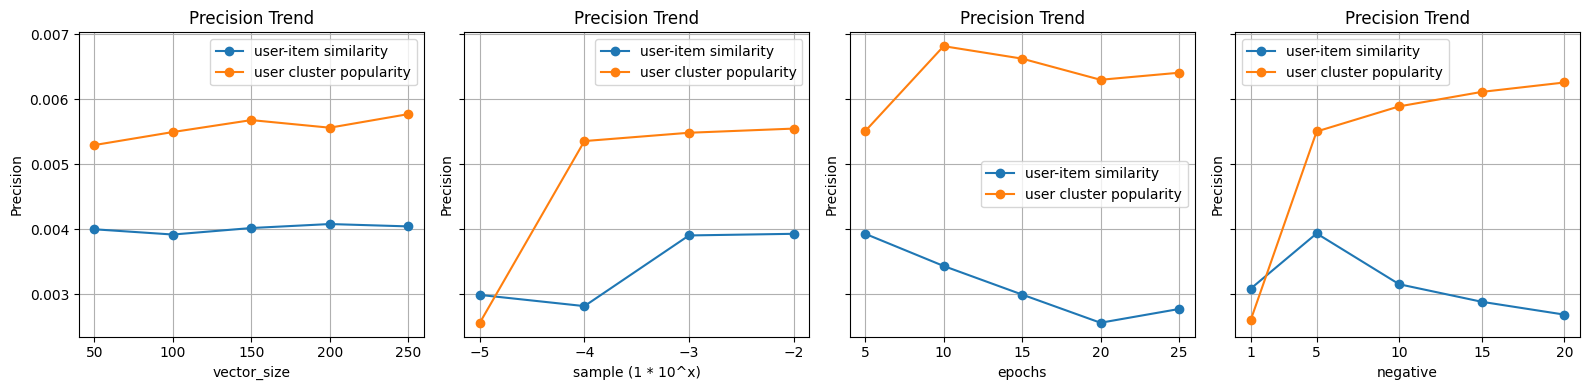 Precision Trend
Precision
0.007
0.006
0.005
0.004
0.003
user-item similarity
user cluster popularity
50 100 150 200 250
vector_size
Precision Trend
Precision
user-item similarity
user cluster popularity
−5 −4 −3 −2
sample (1 * 10^x)
Precision Trend
Precision
user-item similarity
user cluster popularity
5 10 15 20 25
epochs
Precision Trend
Precision
user-item similarity
user cluster popularity
1 5 10 15 20
negative